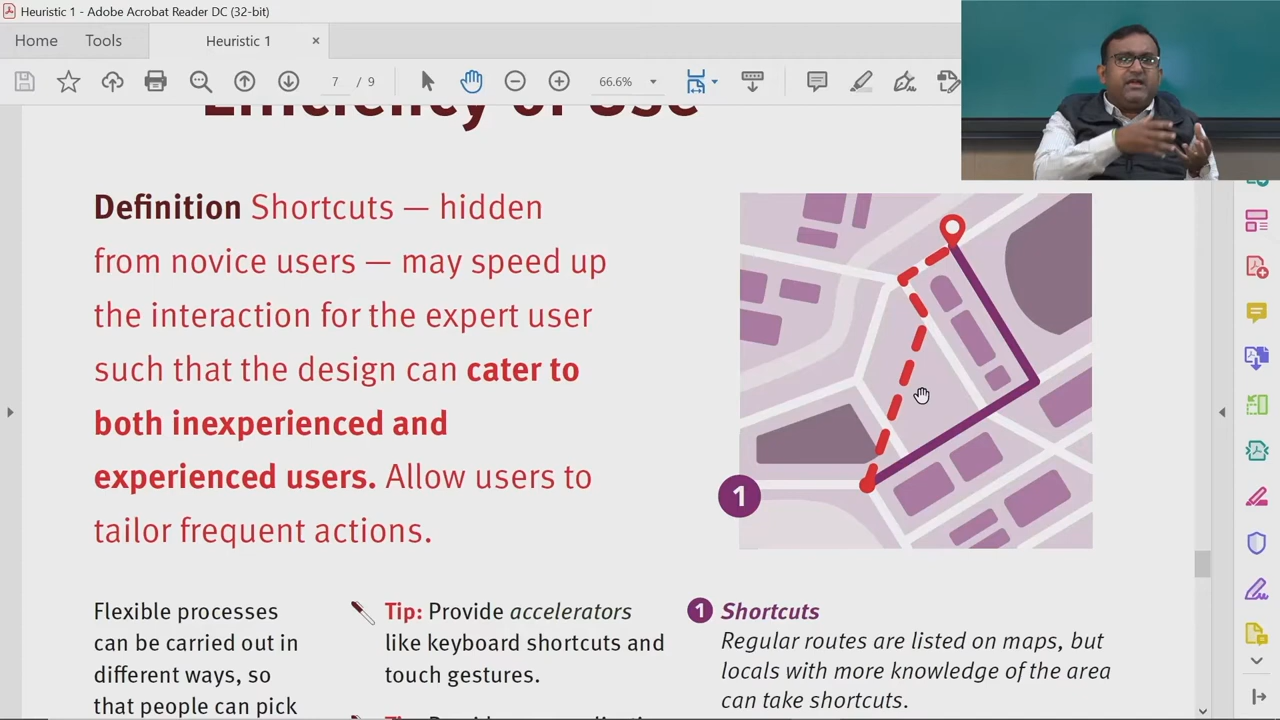 Heuristic 1 - Adobe Acrobat Reader DC (32-bit)
Home
Tools
Heuristic 1
×
7 / 9
66.6%
Efficiency of Use
Definition Shortcuts — hidden
from novice users — may speed up
the interaction for the expert user
such that the design can cater to
both inexperienced and
experienced users. Allow users to
tailor frequent actions.
1
Flexible processes
can be carried out in
different ways, so
that people can pick
Tip: Provide accelerators
like keyboard shortcuts and
touch gestures.
1 Shortcuts
Regular routes are listed on maps, but
locals with more knowledge of the area
can take shortcuts.